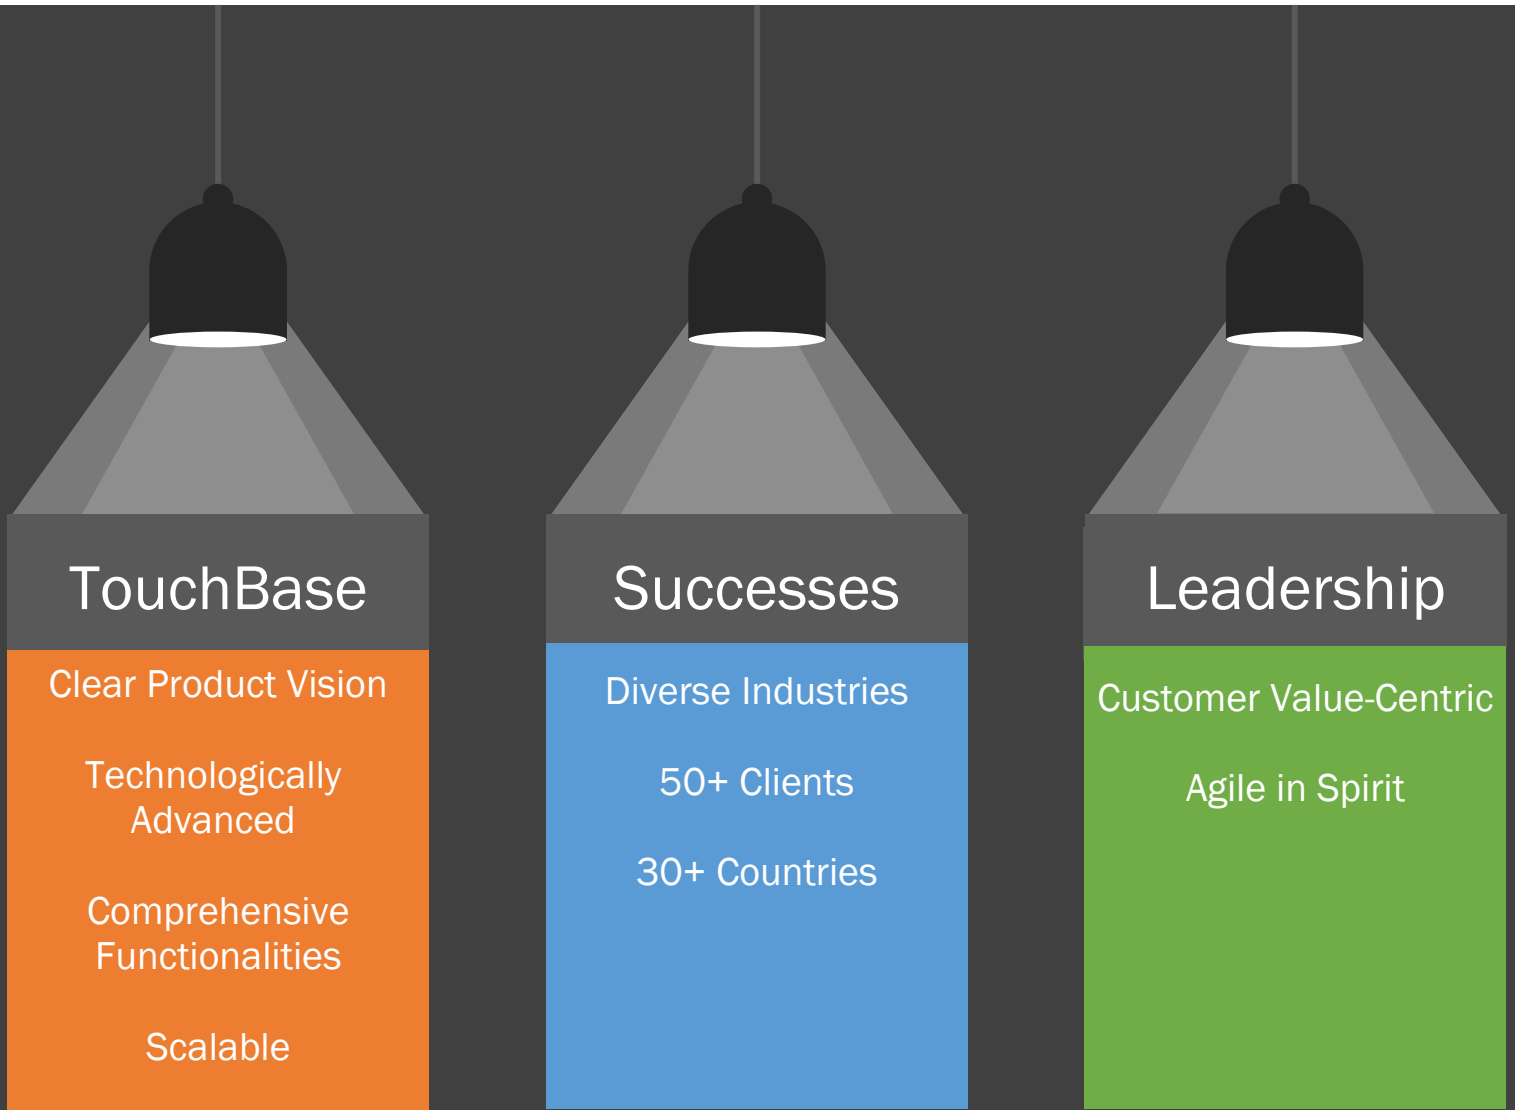 TouchBase
Clear Product Vision
Technologically
Advanced
Comprehensive
Functionalities
Scalable
Successes
Diverse Industries
50+ Clients
30+ Countries
Leadership
Customer Value-Centric
Agile in Spirit